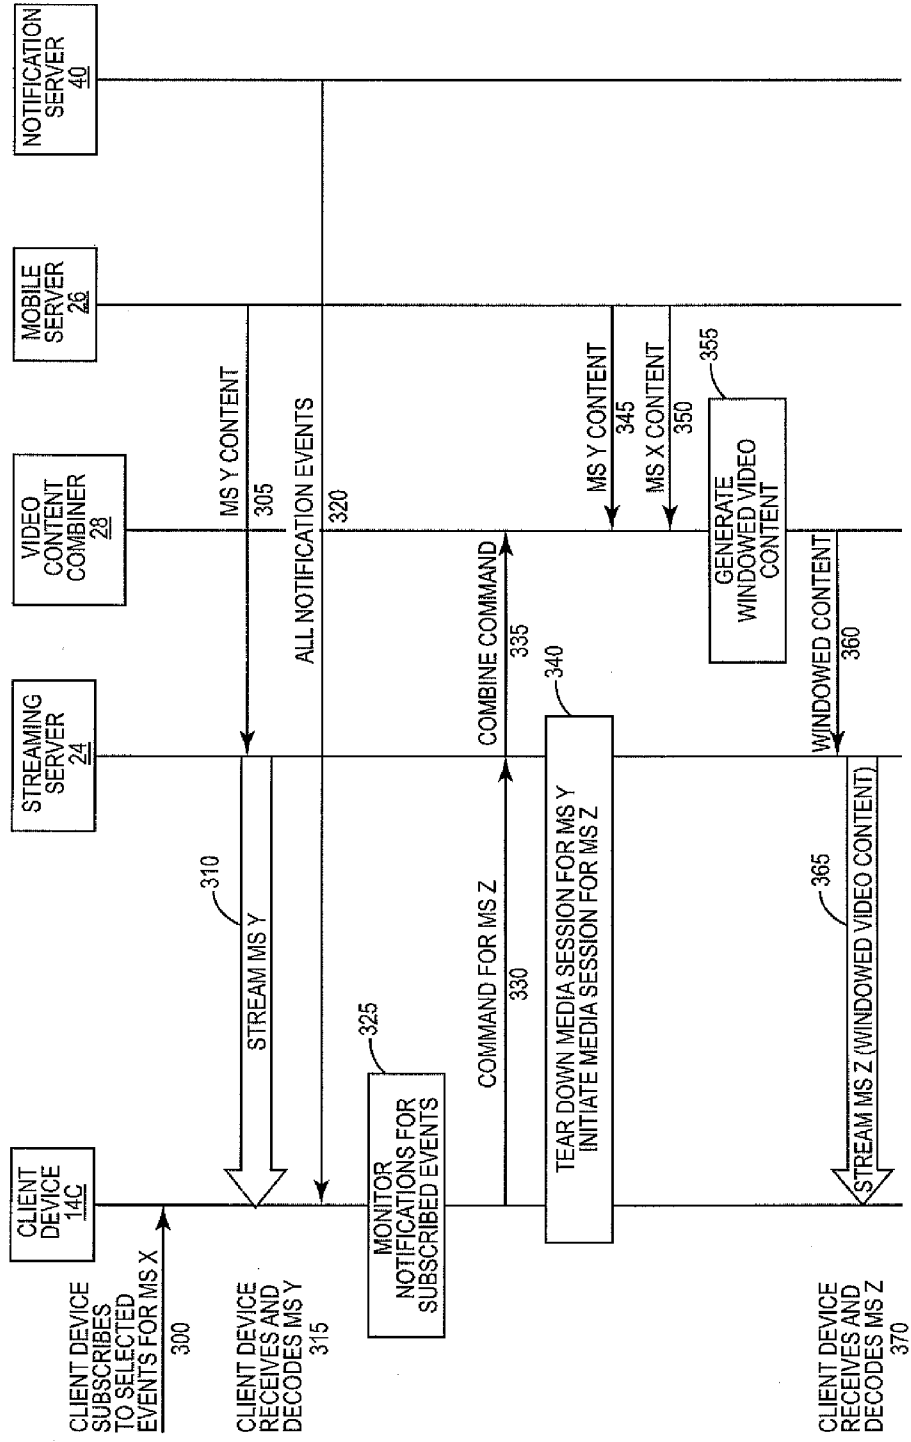 CLIENT DEVICE
14C
STREAMING
SERVER
24
VIDEO
CONTENT
COMBINER
28
MOBILE
SERVER
26
NOTIFICATION
SERVER
40
CLIENT DEVICE
SUBSCRIBES
TO SELECTED
EVENTS FOR MS X
300
MS Y CONTENT
305
310
STREAM MS Y
CLIENT DEVICE
RECEIVES AND
DECODES MS Y
315
ALL NOTIFICATION EVENTS
320
325
MONITOR
NOTIFICATIONS FOR
SUBSCRIBED EVENTS
COMMAND FOR MS Z
330
COMBINE COMMAND
335
340
TEAR DOWN MEDIA SESSION FOR MS Y
INITIATE MEDIA SESSION FOR MS Z
MS Y CONTENT
345
MS X CONTENT
350
355
GENERATE
WINDOWED VIDEO
CONTENT
WINDOWED CONTENT
360
365
STREAM MS Z (WINDOWED VIDEO CONTENT)
CLIENT DEVICE
RECEIVES AND
DECODES MS Z
370